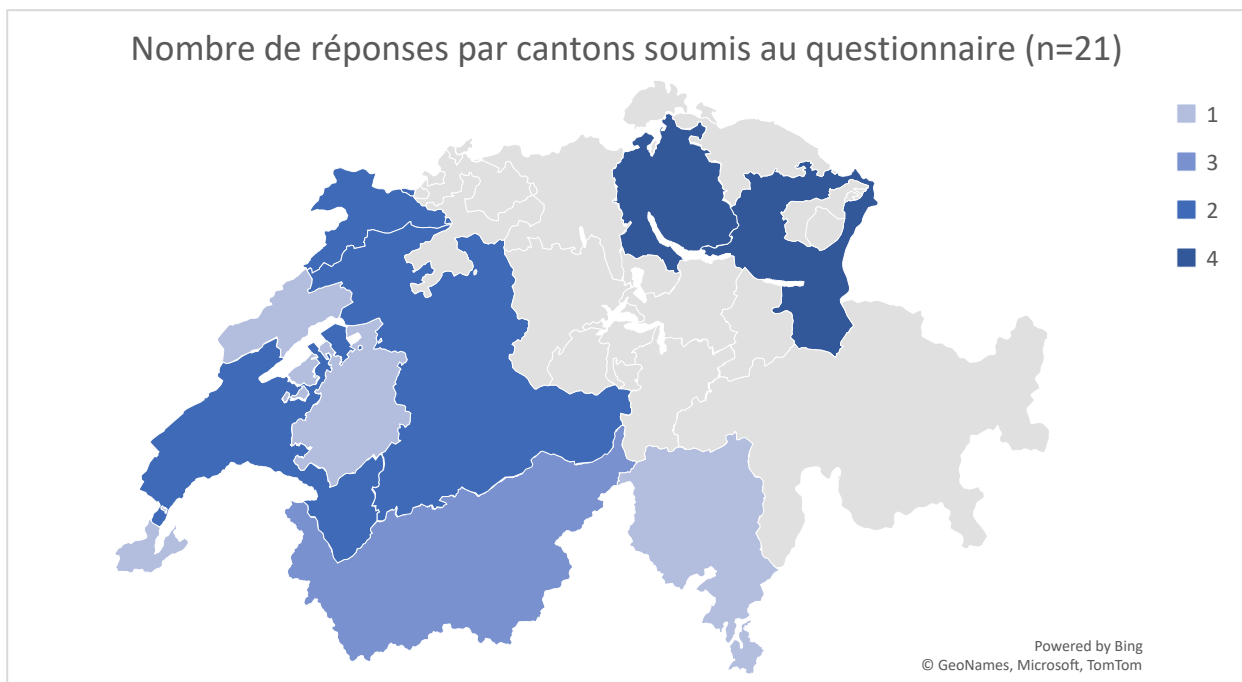 Nombre de réponses par cantons soumis au questionnaire (n=21)
1
3
2
4
Powered by Bing
© GeoNames, Microsoft, TomTom